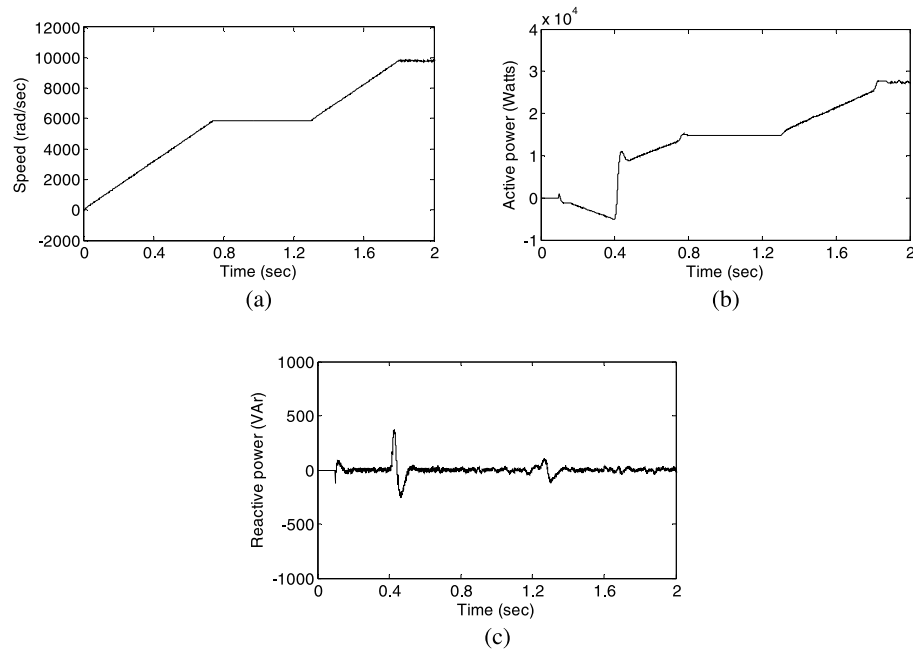 12000
10000
8000
6000
4000
2000
0
-2000
Speed (rad/sec)
0 0.4 0.8 1.2 1.6 2
Time (sec)
(a)
4 x 10^4
3
2
1
0
-1
Active power (Watts)
0 0.4 0.8 1.2 1.6 2
Time (sec)
(b)
1000
500
0
-500
-1000
Reactive power (VAr)
0 0.4 0.8 1.2 1.6 2
Time (sec)
(c)